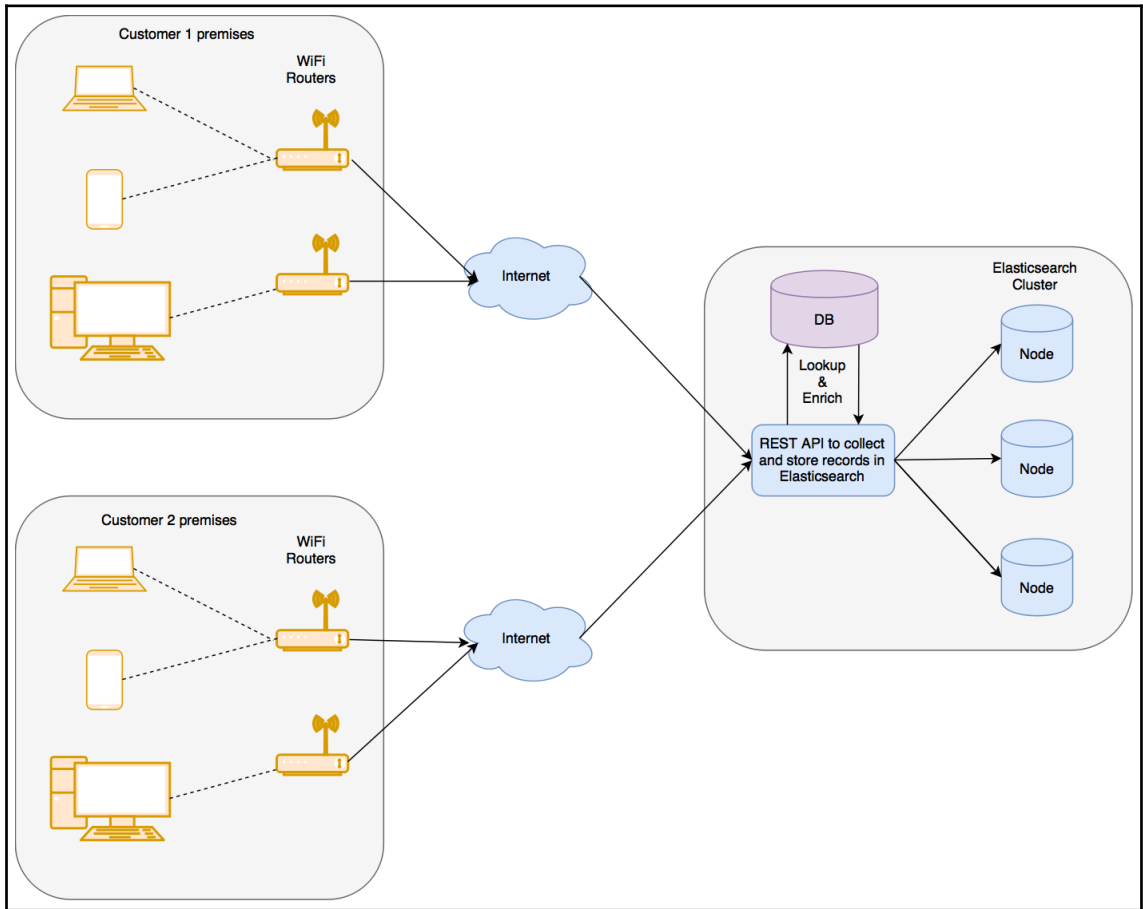 Customer 1 premises
WiFi
Routers
Internet
Elasticsearch
Cluster
DB
Node
Lookup
&
Enrich
REST API to collect
and store records in
Elasticsearch
Node
Node
Customer 2 premises
WiFi
Routers
Internet